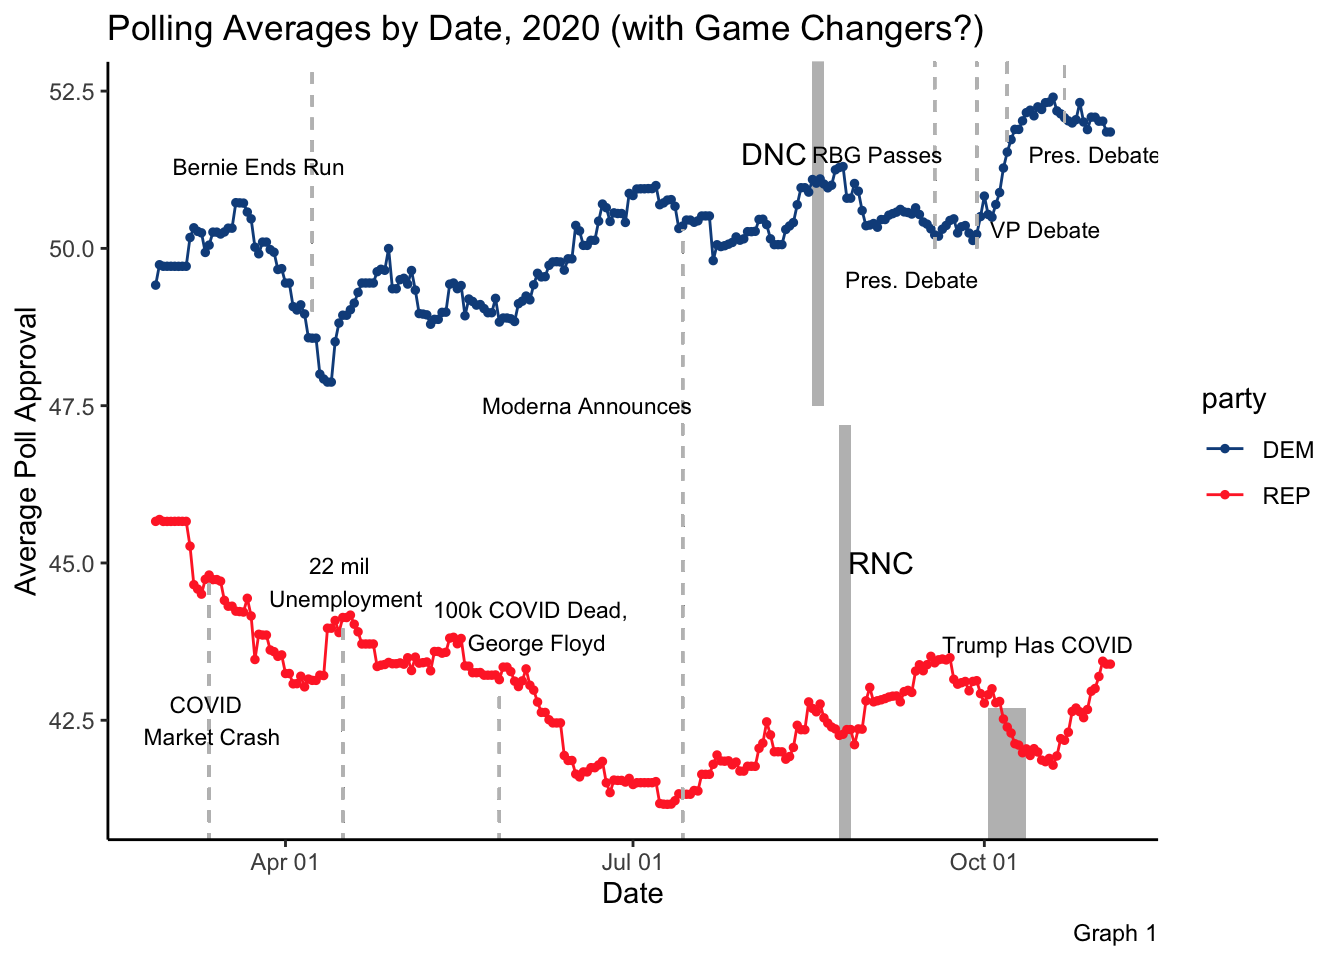 Polling Averages by Date, 2020 (with Game Changers?)
52.5
50.0
47.5
45.0
42.5
Average Poll Approval
Bernie Ends Run
DNC
RBG Passes
Pres. Debate
VP Debate
Pres. Debate
Moderna Announces
RNC
22 mil
Unemployment
100k COVID Dead,
George Floyd
Trump Has COVID
COVID
Market Crash
party
DEM
REP
Apr 01
Jul 01
Oct 01
Date
Graph 1